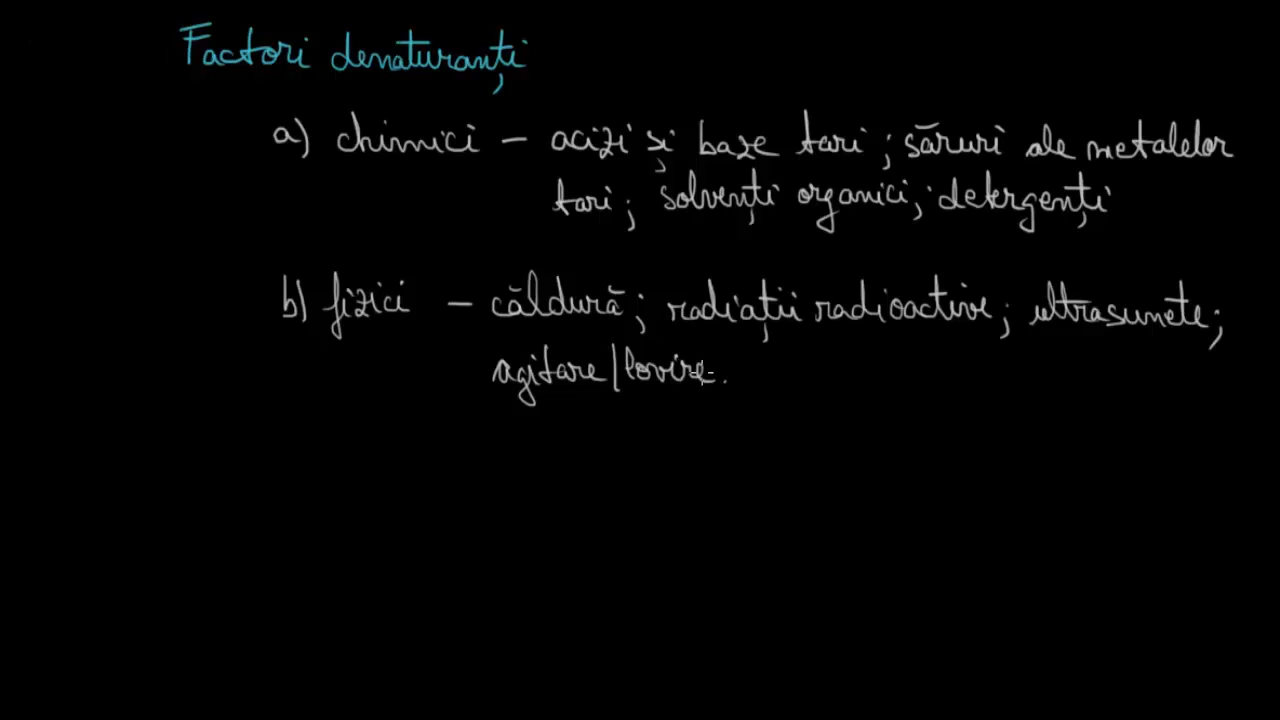 Factori denaturanți
a) chimici – acizi și baze tari; săruri ale metalelor
tari; solvenți organici; detergenți
b) fizici – căldură; radiații radioactive; ultrasunete;
agitare/lovire.